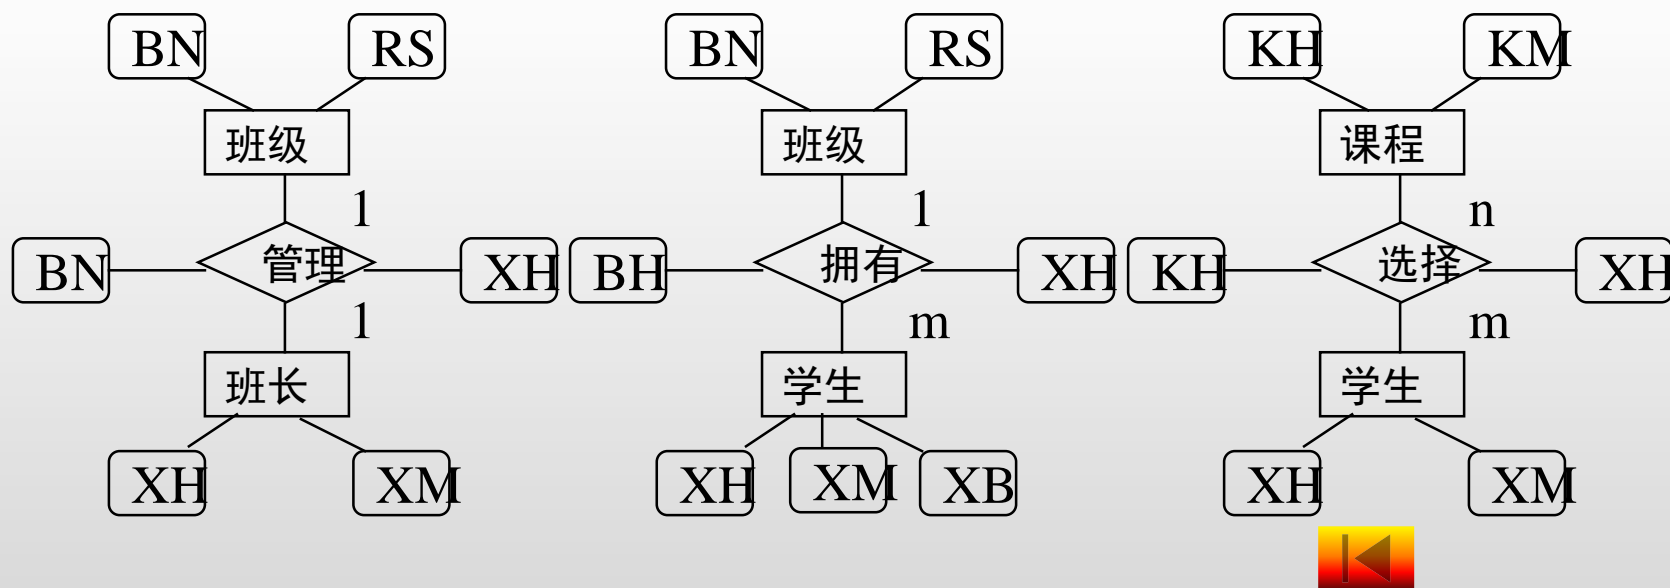 BN RS
班级
1
BN 管理 XH
1
班长
XH XM
BN RS
班级
1
BH 拥有 XH
m
学生
XH XM XB
KH KM
课程
n
KH 选择 XH
m
学生
XH XM